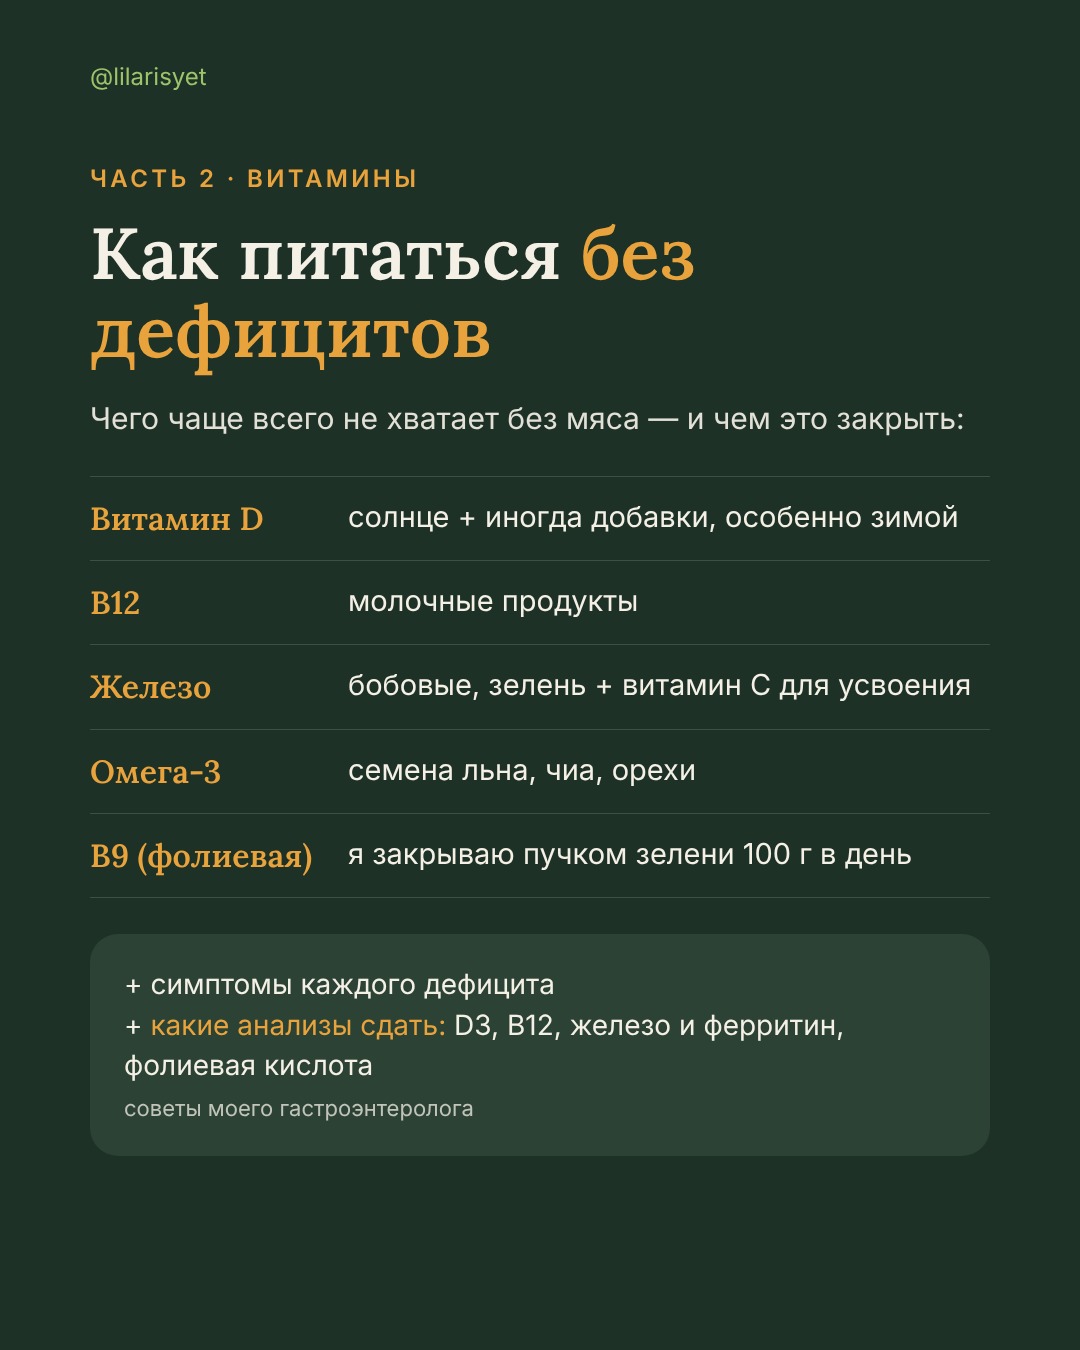 @lilarisyet
ЧАСТЬ 2 · ВИТАМИНЫ
Как питаться без
дефицитов
Чего чаще всего не хватает без мяса — и чем это закрыть:
Витамин D солнце + иногда добавки, особенно зимой
B12 молочные продукты
Железо бобовые, зелень + витамин C для усвоения
Омега-3 семена льна, чиа, орехи
B9 (фолиевая) я закрываю пучком зелени 100 г в день
+ симптомы каждого дефицита
+ какие анализы сдать: D3, B12, железо и ферритин,
фолиевая кислота
советы моего гастроэнтеролога